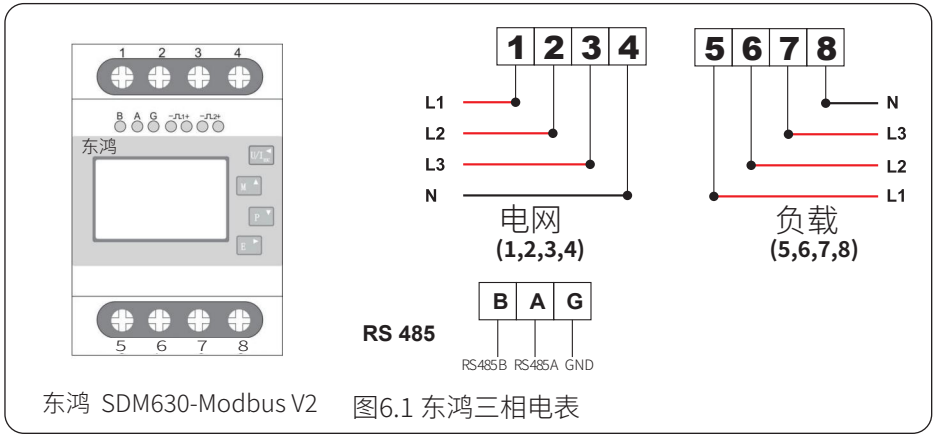 1 2 3 4
B A G 1+ 2+
东鸿
U/I
M
P
E
5 6 7 8
1 2 3 4
L1
L2
L3
N
电网
(1,2,3,4)
5 6 7 8
N
L3
L2
L1
负载
(5,6,7,8)
RS 485
B A G
RS485B RS485A GND
东鸿 SDM630-Modbus V2
图6.1 东鸿三相电表